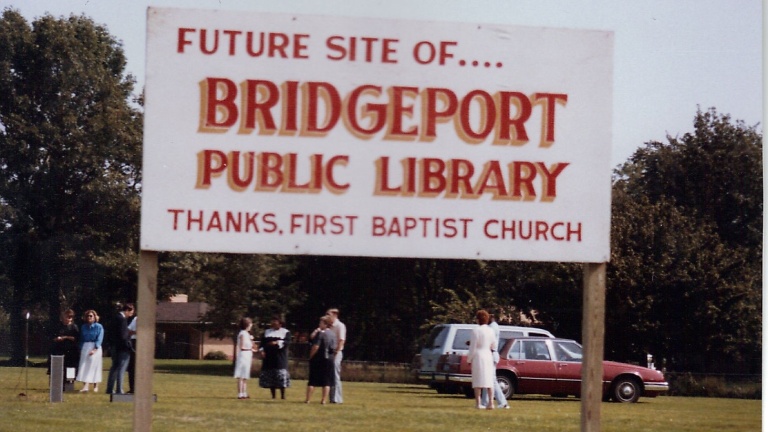 FUTURE SITE OF....
BRIDGEPORT
PUBLIC LIBRARY
THANKS, FIRST BAPTIST CHURCH